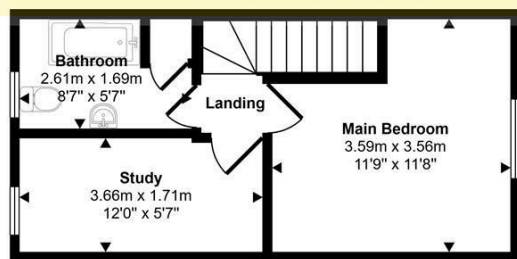 Bathroom
2.61m x 1.69m
8'7" x 5'7"
Landing
Main Bedroom
3.59m x 3.56m
11'9" x 11'8"
Study
3.66m x 1.71m
12'0" x 5'7"